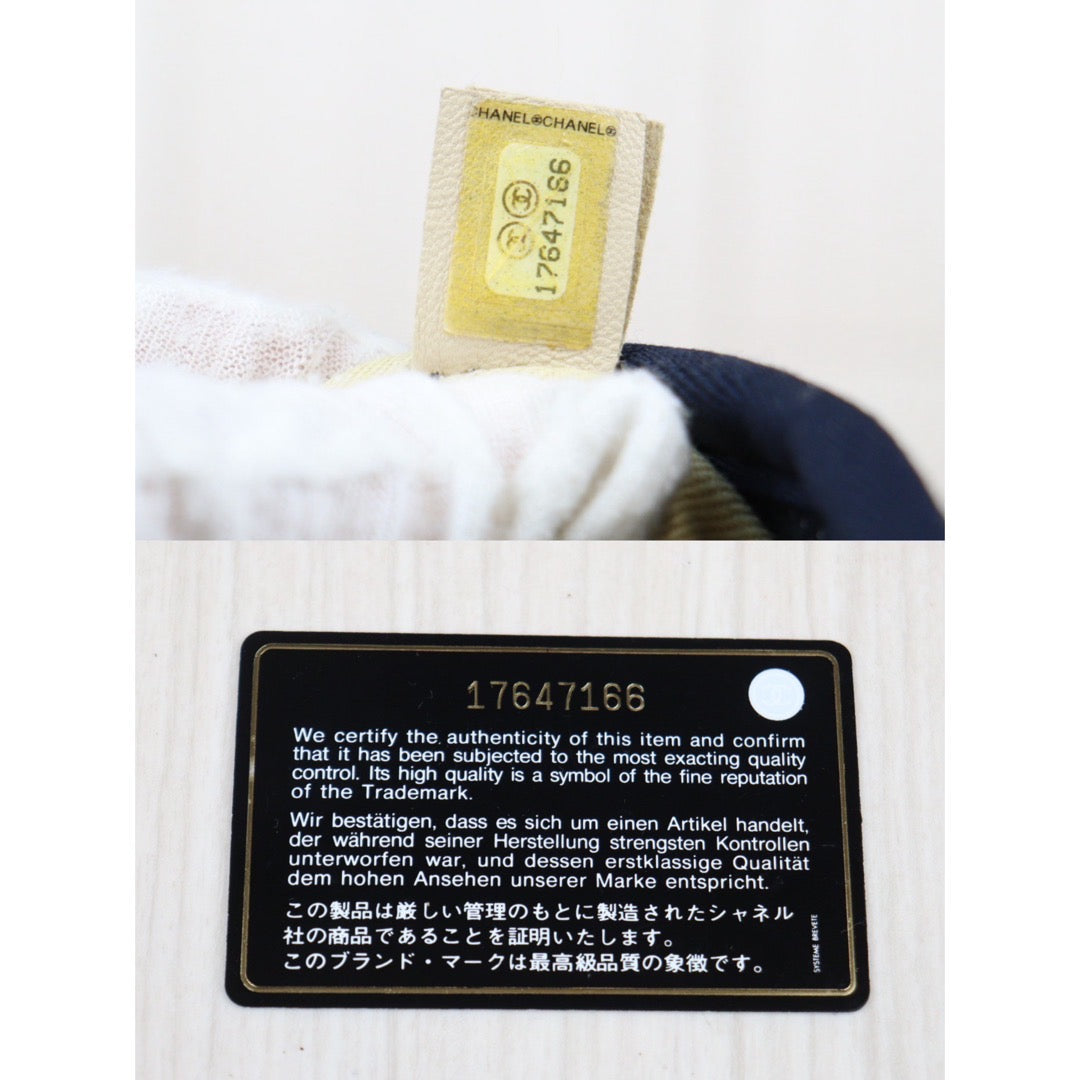 CHANEL®CHANEL®
17647166
17647166
We certify the authenticity of this item and confirm
that it has been subjected to the most exacting quality
control. Its high quality is a symbol of the fine reputation
of the Trademark.
Wir bestätigen, dass es sich um einen Artikel handelt,
der während seiner Herstellung strengsten Kontrollen
unterworfen war, und dessen erstklassige Qualität
dem hohen Ansehen unserer Marke entspricht.
この製品は厳しい管理のもとに製造されたシャネル
社の商品であることを証明いたします。
このブランド・マークは最高級品質の象徴です。
SYSTEME BREVETE